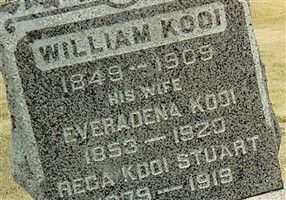 WILLIAM KOOI
1849 — 1909
HIS WIFE
EVERADENA KOOI
1853 — 1920
REGA KOOI STUART
1879 — 1919